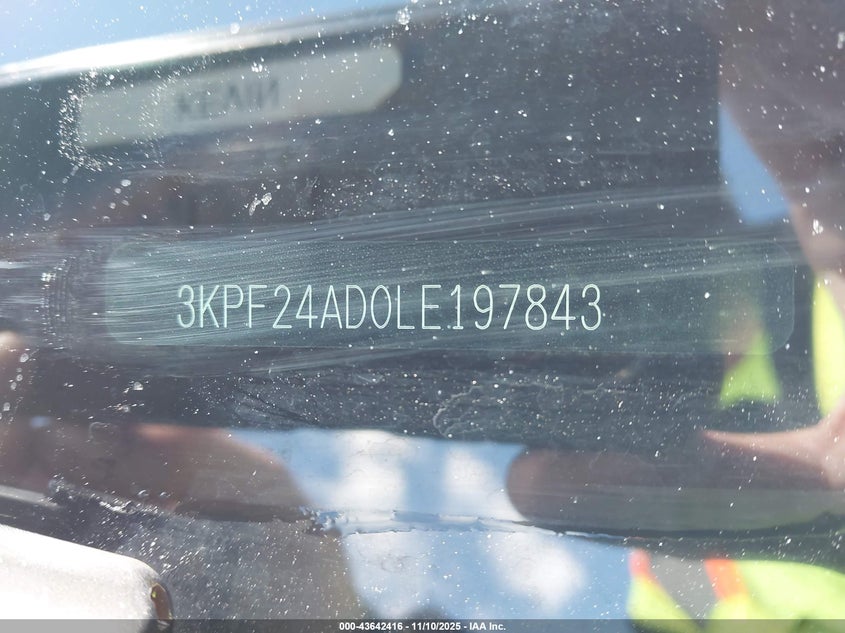 3KPF24AD0LE197843
000-43642416 - 11/10/2025 - IAA Inc.